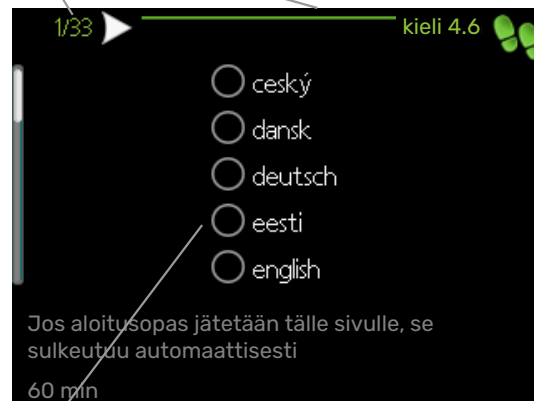 1/33
kieli 4.6
ceský
dansk
deutsch
eesti
english
Jos aloitusopas jätetään tälle sivulle, se
sulkeutuu automaattisesti
60 min